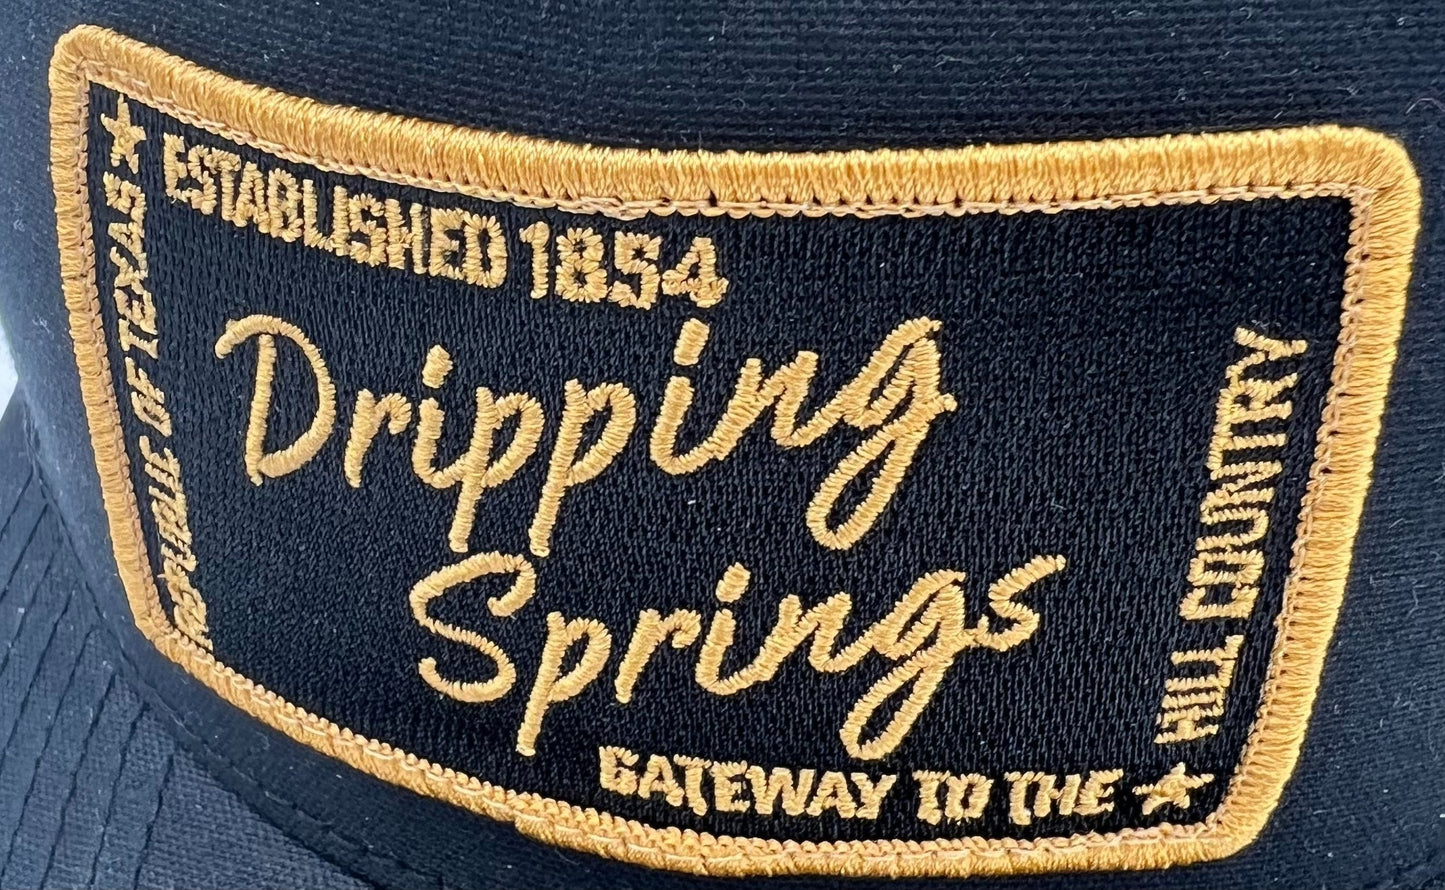 ESTABLISHED 1854
REPUBLIC OF TEXAS
Dripping
Springs
GATEWAY TO THE
HILL COUNTRY